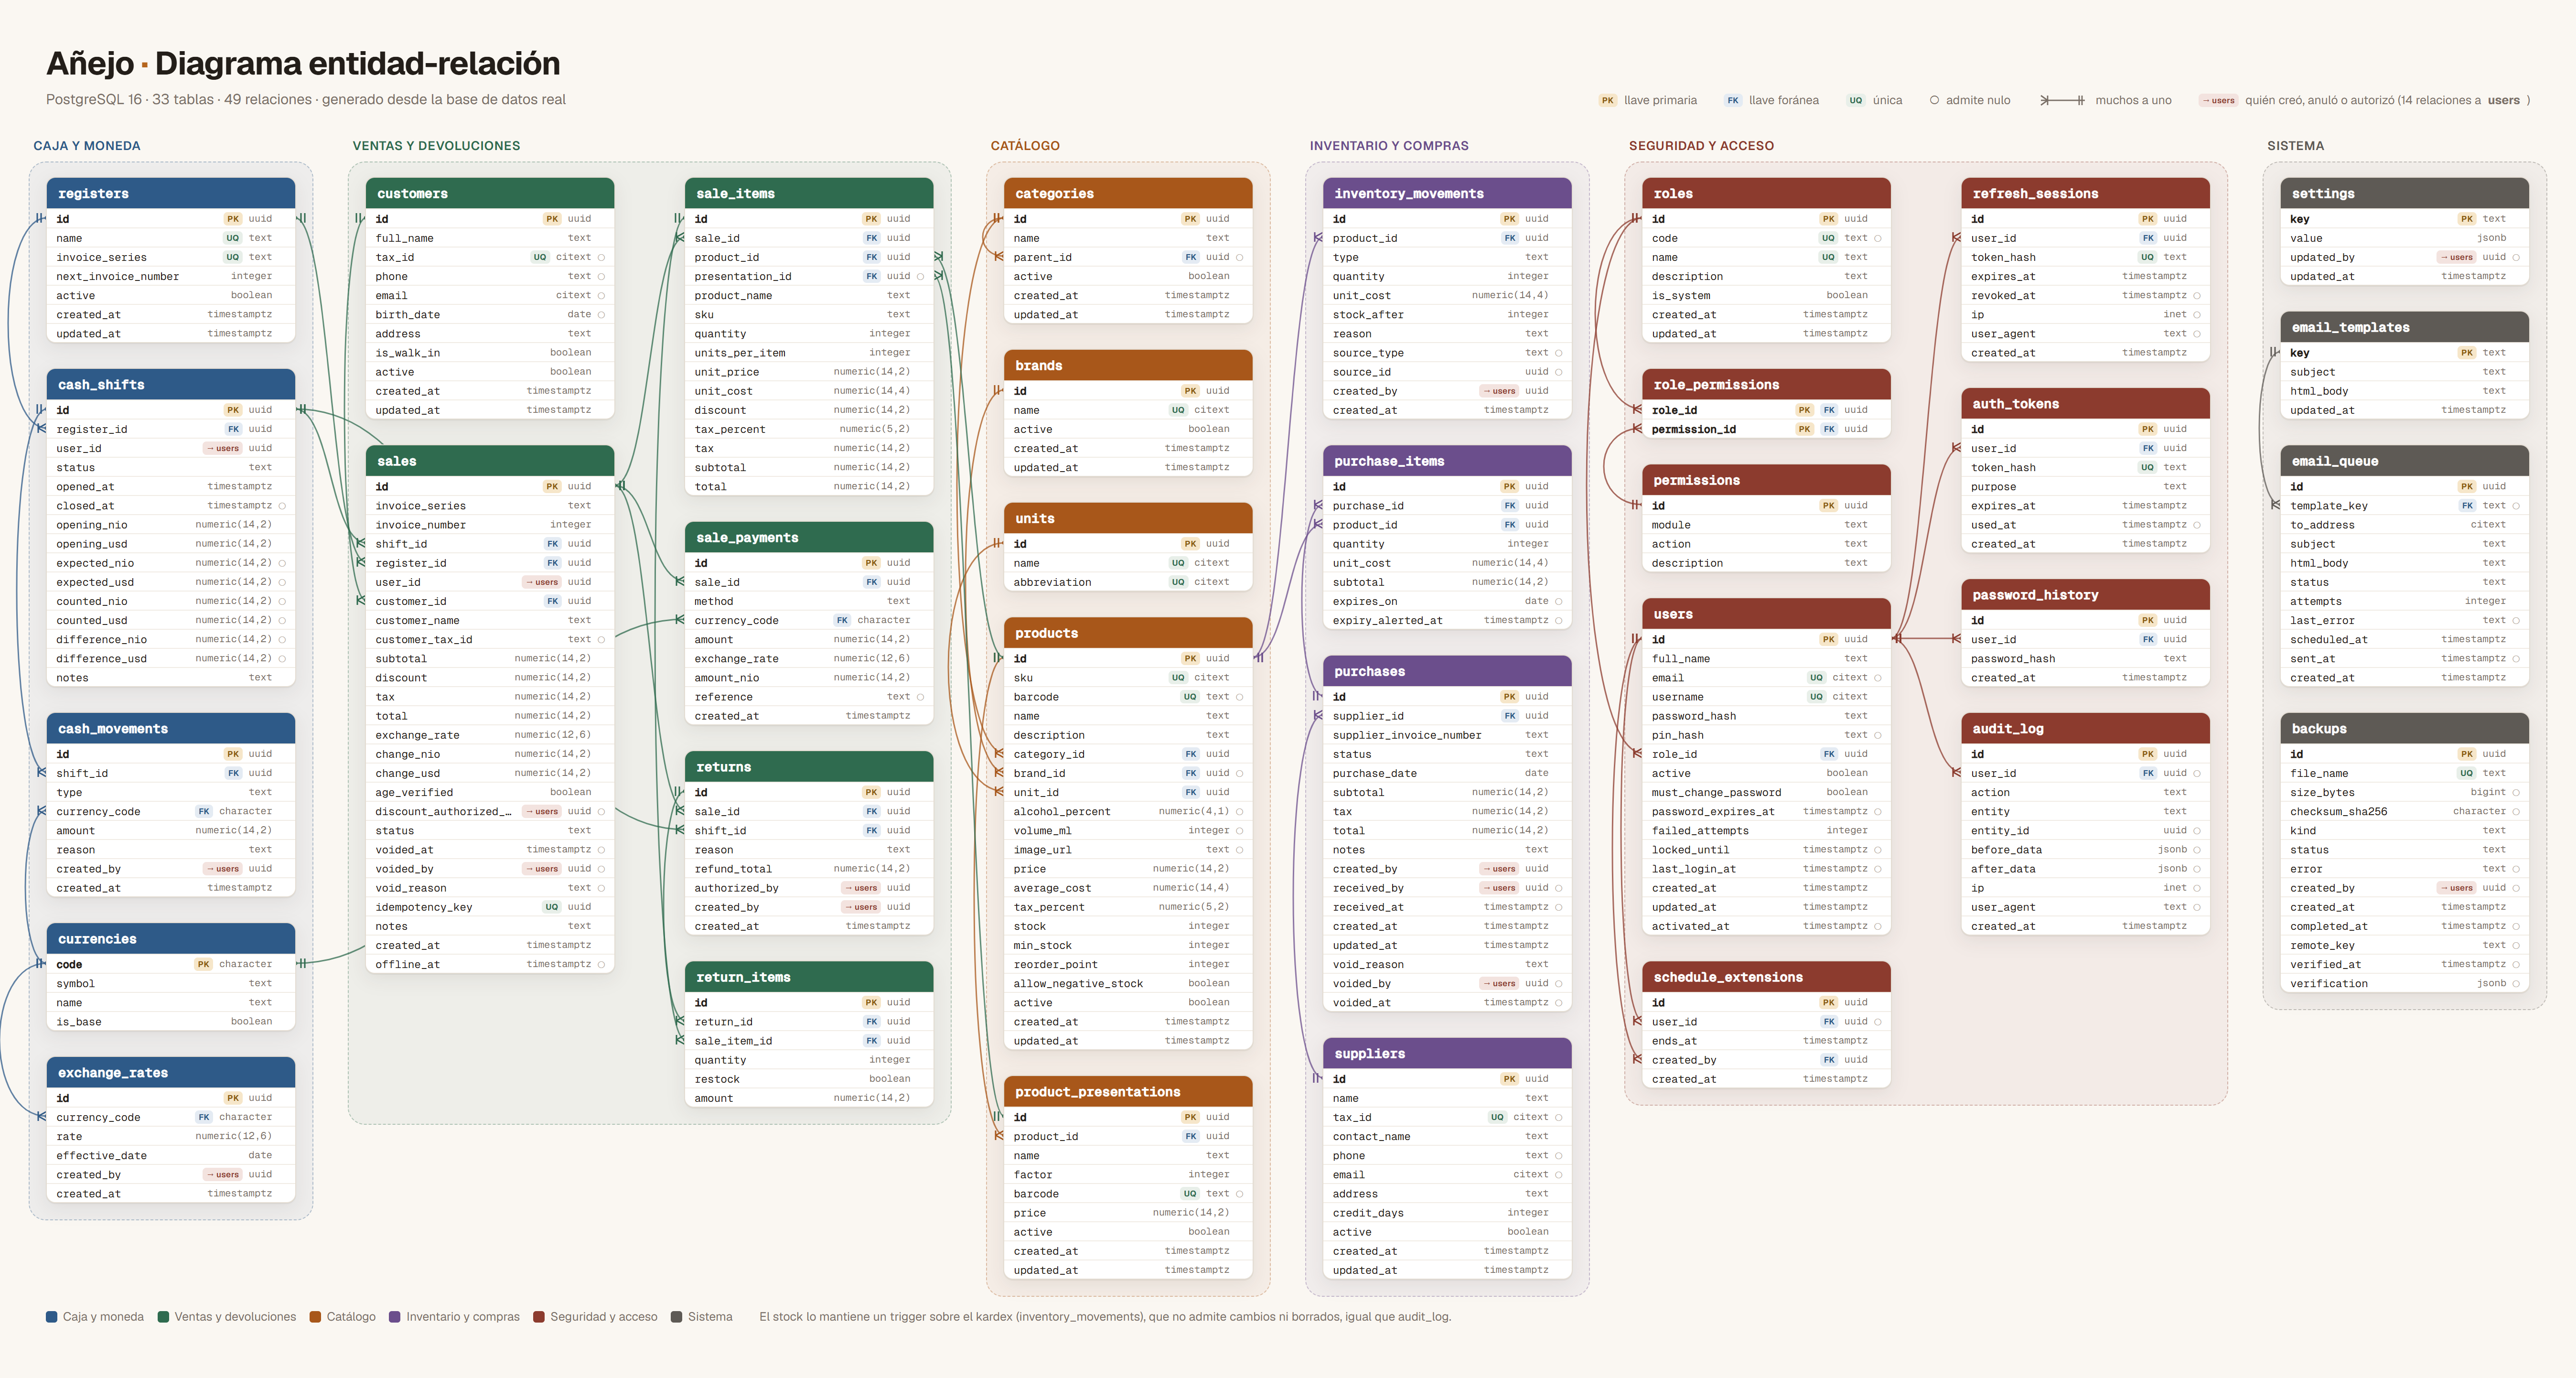 Añejo · Diagrama entidad-relación
PostgreSQL 16 · 33 tablas · 49 relaciones · generado desde la base de datos real
PK llave primaria FK llave foránea UQ única admite nulo muchos a uno → users quién creó, anuló o autorizó (14 relaciones a users )
CAJA Y MONEDA
registers
id PK uuid
name UQ text
invoice_series UQ text
next_invoice_number integer
active boolean
created_at timestamptz
updated_at timestamptz
cash_shifts
id PK uuid
register_id FK uuid
user_id → users uuid
status text
opened_at timestamptz
closed_at timestamptz
opening_nio numeric(14,2)
opening_usd numeric(14,2)
expected_nio numeric(14,2)
expected_usd numeric(14,2)
counted_nio numeric(14,2)
counted_usd numeric(14,2)
difference_nio numeric(14,2)
difference_usd numeric(14,2)
notes text
cash_movements
id PK uuid
shift_id FK uuid
type text
currency_code FK character
amount numeric(14,2)
reason text
created_by → users uuid
created_at timestamptz
currencies
code PK character
symbol text
name text
is_base boolean
exchange_rates
id PK uuid
currency_code FK character
rate numeric(12,6)
effective_date date
created_by → users uuid
created_at timestamptz
VENTAS Y DEVOLUCIONES
customers
id PK uuid
full_name text
tax_id UQ citext
phone text
email citext
birth_date date
address text
is_walk_in boolean
active boolean
created_at timestamptz
updated_at timestamptz
sales
id PK uuid
invoice_series text
invoice_number integer
shift_id FK uuid
register_id FK uuid
user_id → users uuid
customer_id FK uuid
customer_name text
customer_tax_id text
subtotal numeric(14,2)
discount numeric(14,2)
tax numeric(14,2)
total numeric(14,2)
exchange_rate numeric(12,6)
change_nio numeric(14,2)
change_usd numeric(14,2)
age_verified boolean
discount_authorized_… → users uuid
status text
voided_at timestamptz
voided_by → users uuid
void_reason text
idempotency_key UQ uuid
notes text
created_at timestamptz
offline_at timestamptz
sale_items
id PK uuid
sale_id FK uuid
product_id FK uuid
presentation_id FK uuid
product_name text
sku text
quantity integer
units_per_item integer
unit_price numeric(14,2)
unit_cost numeric(14,4)
discount numeric(14,2)
tax_percent numeric(5,2)
tax numeric(14,2)
subtotal numeric(14,2)
total numeric(14,2)
sale_payments
id PK uuid
sale_id FK uuid
method text
currency_code FK character
amount numeric(14,2)
exchange_rate numeric(12,6)
amount_nio numeric(14,2)
reference text
created_at timestamptz
returns
id PK uuid
sale_id FK uuid
shift_id FK uuid
reason text
refund_total numeric(14,2)
authorized_by → users uuid
created_by → users uuid
created_at timestamptz
return_items
id PK uuid
return_id FK uuid
sale_item_id FK uuid
quantity integer
restock boolean
amount numeric(14,2)
CATÁLOGO
categories
id PK uuid
name text
parent_id FK uuid
active boolean
created_at timestamptz
updated_at timestamptz
brands
id PK uuid
name UQ citext
active boolean
created_at timestamptz
updated_at timestamptz
units
id PK uuid
name UQ citext
abbreviation UQ citext
products
id PK uuid
sku UQ citext
barcode UQ text
name text
description text
category_id FK uuid
brand_id FK uuid
unit_id FK uuid
alcohol_percent numeric(4,1)
volume_ml integer
image_url text
price numeric(14,2)
average_cost numeric(14,4)
tax_percent numeric(5,2)
stock integer
min_stock integer
reorder_point integer
allow_negative_stock boolean
active boolean
created_at timestamptz
updated_at timestamptz
product_presentations
id PK uuid
product_id FK uuid
name text
factor integer
barcode UQ text
price numeric(14,2)
active boolean
created_at timestamptz
updated_at timestamptz
INVENTARIO Y COMPRAS
inventory_movements
id PK uuid
product_id FK uuid
type text
quantity integer
unit_cost numeric(14,4)
stock_after integer
reason text
source_type text
source_id uuid
created_by → users uuid
created_at timestamptz
purchase_items
id PK uuid
purchase_id FK uuid
product_id FK uuid
quantity integer
unit_cost numeric(14,4)
subtotal numeric(14,2)
expires_on date
expiry_alerted_at timestamptz
purchases
id PK uuid
supplier_id FK uuid
supplier_invoice_number text
status text
purchase_date date
subtotal numeric(14,2)
tax numeric(14,2)
total numeric(14,2)
notes text
created_by → users uuid
received_by → users uuid
received_at timestamptz
created_at timestamptz
updated_at timestamptz
void_reason text
voided_by → users uuid
voided_at timestamptz
suppliers
id PK uuid
name text
tax_id UQ citext
contact_name text
phone text
email citext
address text
credit_days integer
active boolean
created_at timestamptz
updated_at timestamptz
SEGURIDAD Y ACCESO
roles
id PK uuid
code UQ text
name UQ text
description text
is_system boolean
created_at timestamptz
updated_at timestamptz
role_permissions
role_id PK FK uuid
permission_id PK FK uuid
permissions
id PK uuid
module text
action text
description text
users
id PK uuid
full_name text
email UQ citext
username UQ citext
password_hash text
pin_hash text
role_id FK uuid
active boolean
must_change_password boolean
password_expires_at timestamptz
failed_attempts integer
locked_until timestamptz
last_login_at timestamptz
created_at timestamptz
updated_at timestamptz
activated_at timestamptz
schedule_extensions
id PK uuid
user_id FK uuid
ends_at timestamptz
created_by FK uuid
created_at timestamptz
refresh_sessions
id PK uuid
user_id FK uuid
token_hash UQ text
expires_at timestamptz
revoked_at timestamptz
ip inet
user_agent text
created_at timestamptz
auth_tokens
id PK uuid
user_id FK uuid
token_hash UQ text
purpose text
expires_at timestamptz
used_at timestamptz
created_at timestamptz
password_history
id PK uuid
user_id FK uuid
password_hash text
created_at timestamptz
audit_log
id PK uuid
user_id FK uuid
action text
entity text
entity_id uuid
before_data jsonb
after_data jsonb
ip inet
user_agent text
created_at timestamptz
SISTEMA
settings
key PK text
value jsonb
updated_by → users uuid
updated_at timestamptz
email_templates
key PK text
subject text
html_body text
updated_at timestamptz
email_queue
id PK uuid
template_key FK text
to_address citext
subject text
html_body text
status text
attempts integer
last_error text
scheduled_at timestamptz
sent_at timestamptz
created_at timestamptz
backups
id PK uuid
file_name UQ text
size_bytes bigint
checksum_sha256 character
kind text
status text
error text
created_by → users uuid
created_at timestamptz
completed_at timestamptz
remote_key text
verified_at timestamptz
verification jsonb
Caja y moneda Ventas y devoluciones Catálogo Inventario y compras Seguridad y acceso Sistema El stock lo mantiene un trigger sobre el kardex (inventory_movements), que no admite cambios ni borrados, igual que audit_log.